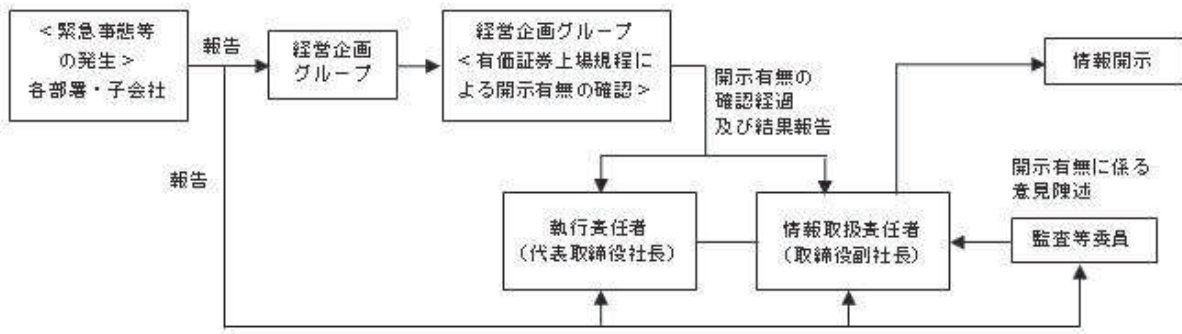 ＜緊急事態等
の発生＞
各部署・子会社
報告
経営企画
グループ
経営企画グループ
＜有価証券上場規程に
よる開示有無の確認＞
開示有無の
確認経過
及び結果報告
情報開示
報告
執行責任者
（代表取締役社長）
情報取扱責任者
（取締役副社長）
開示有無に係る
意見陳述
監査等委員